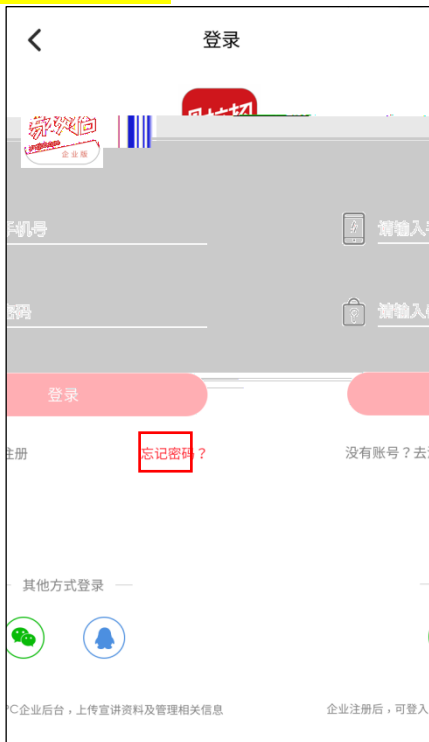 登录
企业版
手机号
请输入
密码
请输入
登录
注册
忘记密码？
没有账号？去
其他方式登录
PC企业后台，上传宣讲资料及管理相关信息
企业注册后，可登入